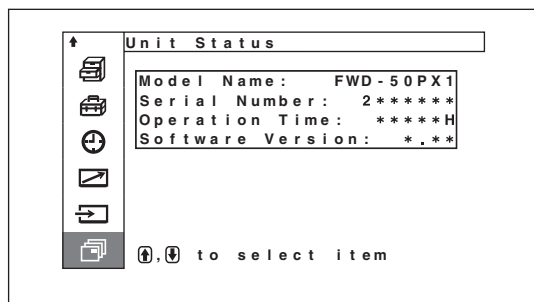 Unit Status
Model Name: FWD-50PX1
Serial Number: 2******
Operation Time: *****H
Software Version: *.**
↑,↓ to select item